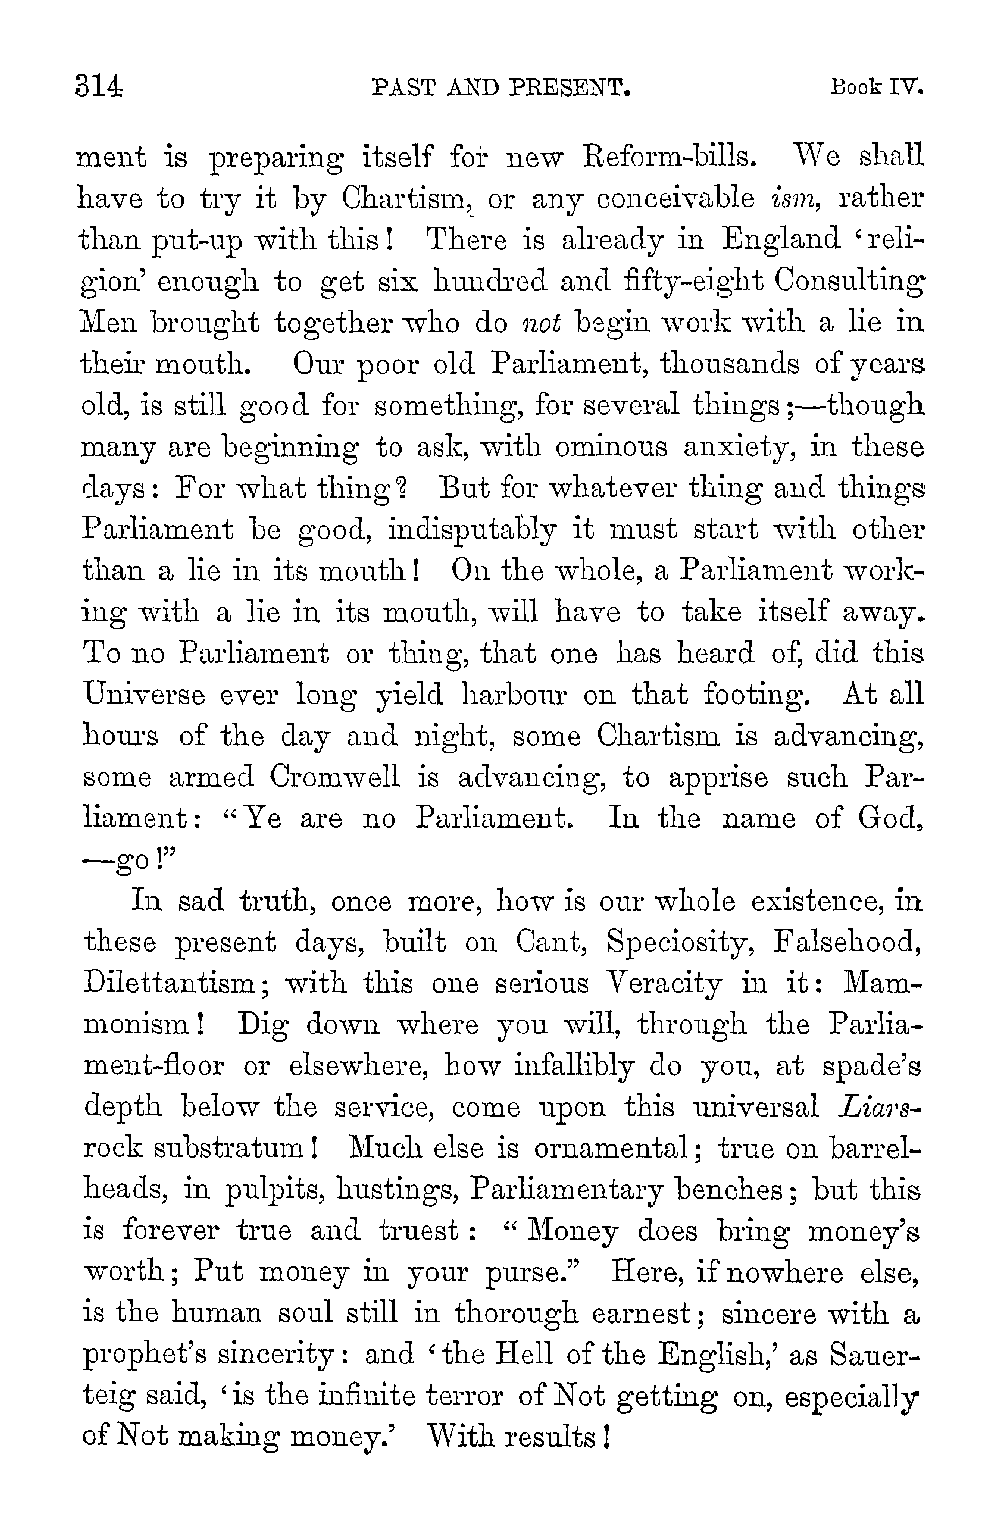 314 PAST AND PRESENT. Book IV.
ment is preparing itself for new Reform-bills. We shall
have to try it by Chartism, or any conceivable ism, rather
than put-up with this! There is already in England ‘reli-
gion’ enough to get six hundred and fifty-eight Consulting
Men brought together who do not begin work with a lie in
their mouth. Our poor old Parliament, thousands of years
old, is still good for something, for several things;—though
many are beginning to ask, with ominous anxiety, in these
days: For what thing? But for whatever thing and things
Parliament be good, indisputably it must start with other
than a lie in its mouth! On the whole, a Parliament work-
ing with a lie in its mouth, will have to take itself away.
To no Parliament or thing, that one has heard of, did this
Universe ever long yield harbour on that footing. At all
hours of the day and night, some Chartism is advancing,
some armed Cromwell is advancing, to apprise such Par-
liament: “Ye are no Parliament. In the name of God,
—go!”
In sad truth, once more, how is our whole existence, in
these present days, built on Cant, Speciosity, Falsehood,
Dilettantism; with this one serious Veracity in it: Mam-
monism! Dig down where you will, through the Parlia-
ment-floor or elsewhere, how infallibly do you, at spade’s
depth below the service, come upon this universal Liars-
rock substratum! Much else is ornamental; true on barrel-
heads, in pulpits, hustings, Parliamentary benches; but this
is forever true and truest: “Money does bring money’s
worth; Put money in your purse.” Here, if nowhere else,
is the human soul still in thorough earnest; sincere with a
prophet’s sincerity: and ‘the Hell of the English,’ as Sauer-
teig said, ‘is the infinite terror of Not getting on, especially
of Not making money.’ With results!